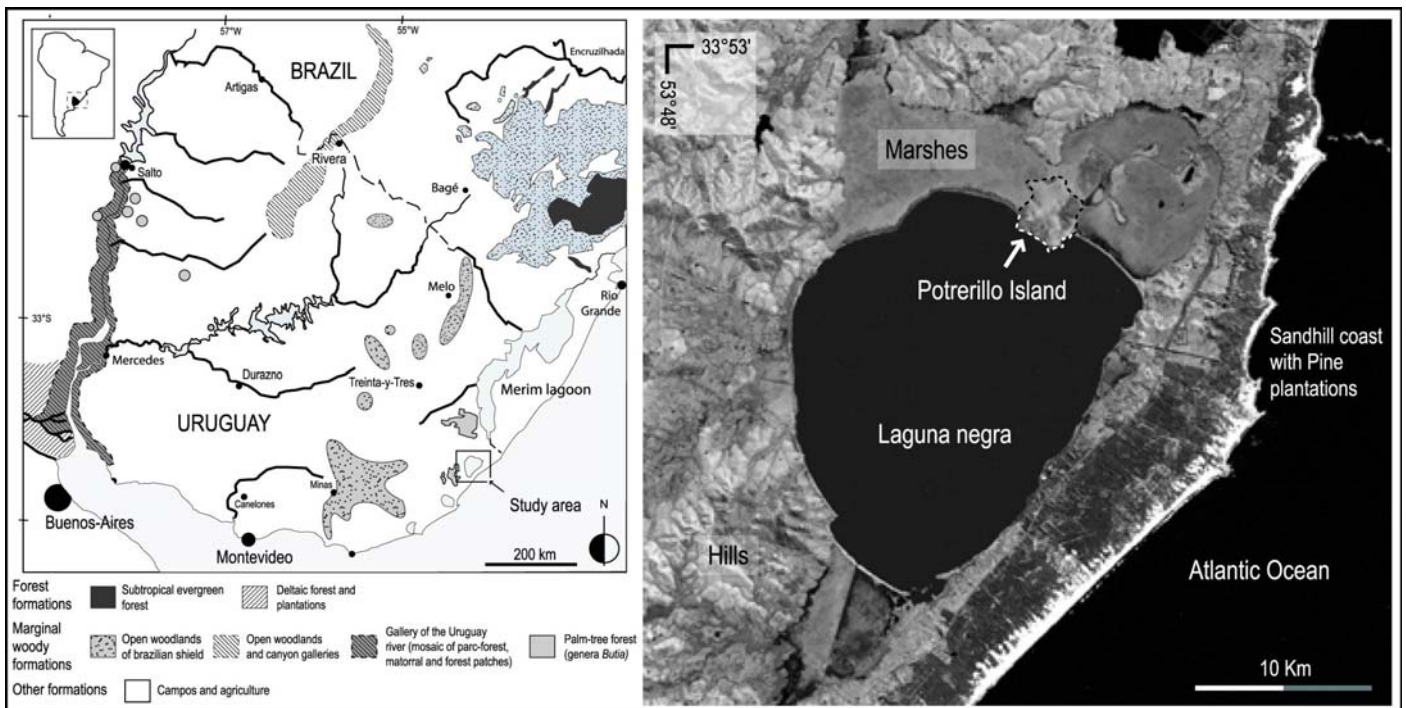 57°W
55°W
Encruzilhada
BRAZIL
Artigas
Rivera
Salto
Bagé
Melo
Rio
Grande
33°S
Mercedes
Durazno
Treinta-y-Tres
Merim lagoon
URUGUAY
Minas
Canelones
Study area
Buenos-Aires
N
Montevideo
200 km
Forest
formations
Subtropical evergreen
forest
Deltaic forest and
plantations
Marginal
woody
formations
Open woodlands
of brazilian shield
Open woodlands
and canyon galleries
Gallery of the Uruguay
river (mosaic of parc-forest,
matorral and forest patches)
Palm-tree forest
(genera Butia)
Other formations
Campos and agriculture
33°53'
53°48'
Marshes
Potrerillo Island
Sandhill coast
with Pine
plantations
Laguna negra
Hills
Atlantic Ocean
10 Km